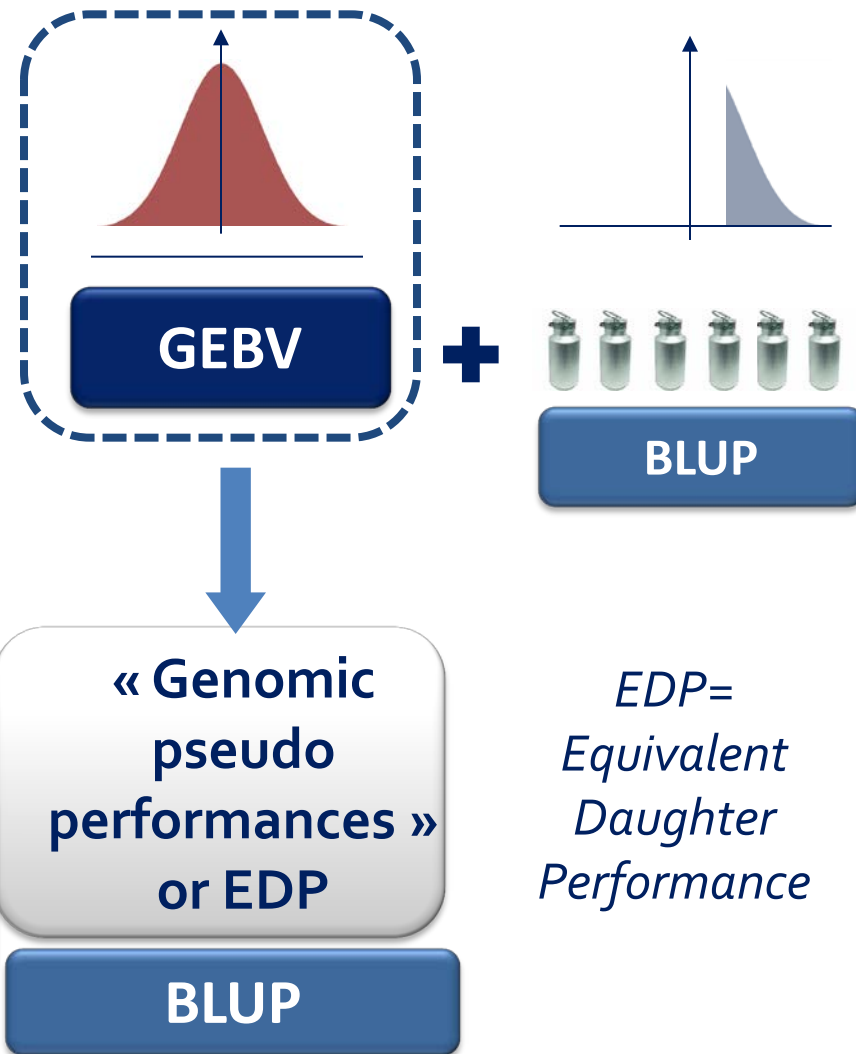 GEBV
BLUP
« Genomic
pseudo
performances »
or EDP
EDP=
Equivalent
Daughter
Performance
BLUP